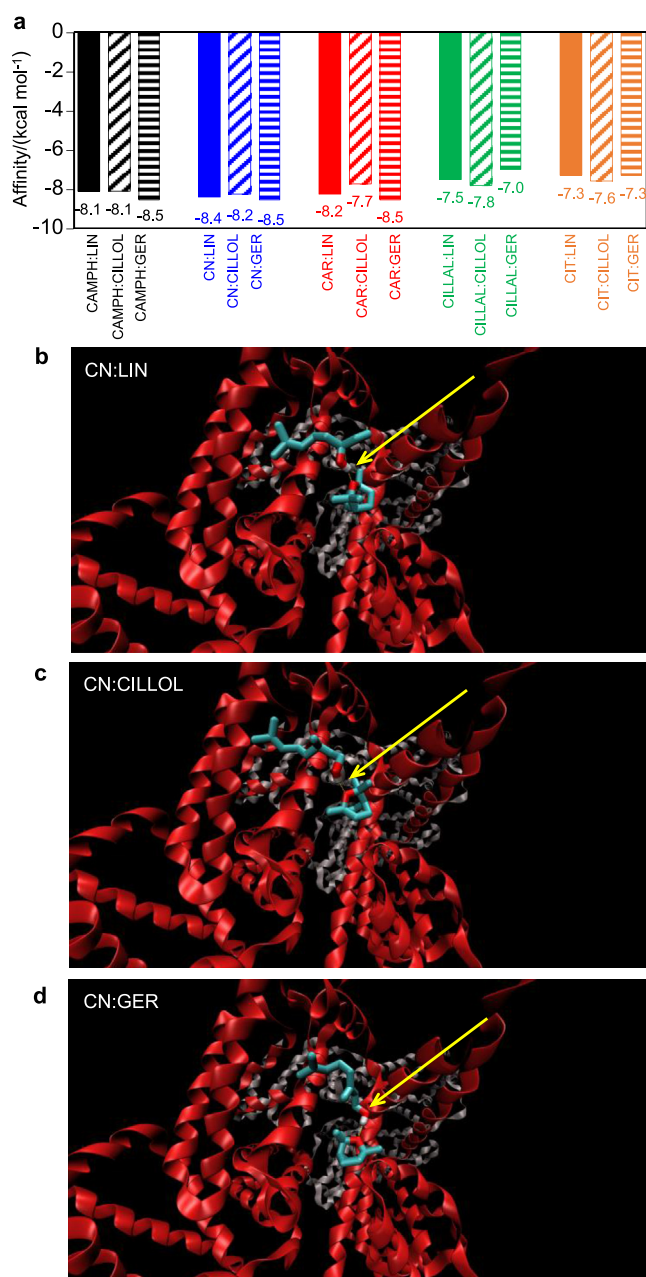 a
Affinity/(kcal mol-1)
0
-2
-4
-6
-8
-10
-8.1
-8.1
-8.5
-8.4
-8.2
-8.5
-8.2
-7.7
-8.5
-7.5
-7.8
-7.0
-7.3
-7.6
-7.3
CAMPH:LIN
CAMPH:CILLOL
CAMPH:GER
CN:LIN
CN:CILLOL
CN:GER
CAR:LIN
CAR:CILLOL
CAR:GER
CILLAL:LIN
CILLAL:CILLOL
CILLAL:GER
CIT:LIN
CIT:CILLOL
CIT:GER
b
CN:LIN
c
CN:CILLOL
d
CN:GER